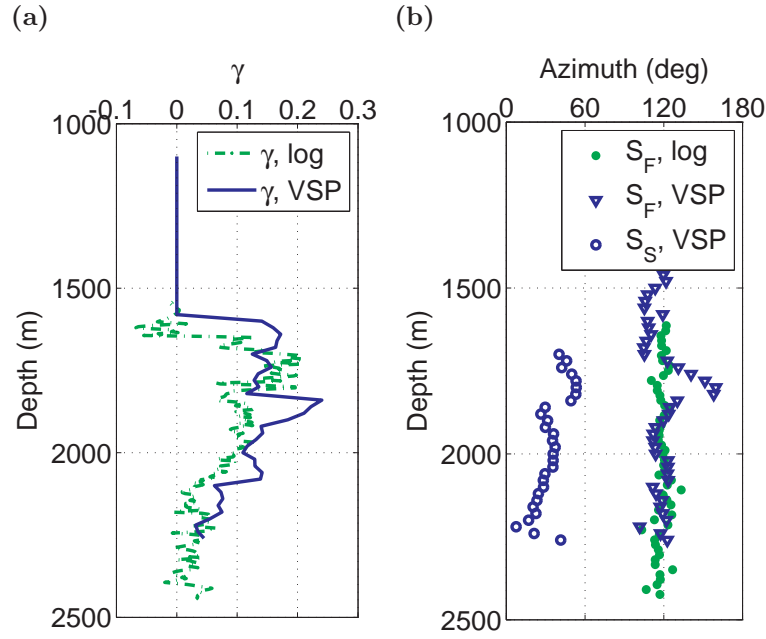 (a)
γ
-0.1 0 0.1 0.2 0.3
1000
1500
2000
2500
Depth (m)
γ, log
γ, VSP
(b)
Azimuth (deg)
0 60 120 180
1000
1500
2000
2500
Depth (m)
S_F, log
S_F, VSP
S_S, VSP